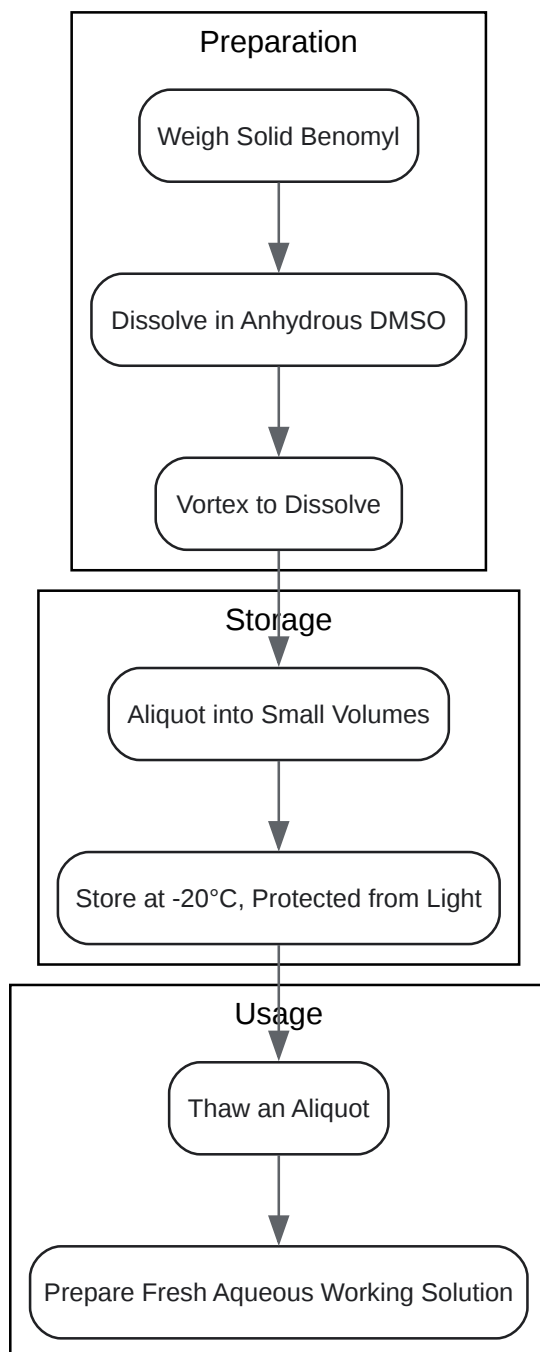 Preparation
Weigh Solid Benomyl
Dissolve in Anhydrous DMSO
Vortex to Dissolve
Storage
Aliquot into Small Volumes
Store at -20°C, Protected from Light
Usage
Thaw an Aliquot
Prepare Fresh Aqueous Working Solution